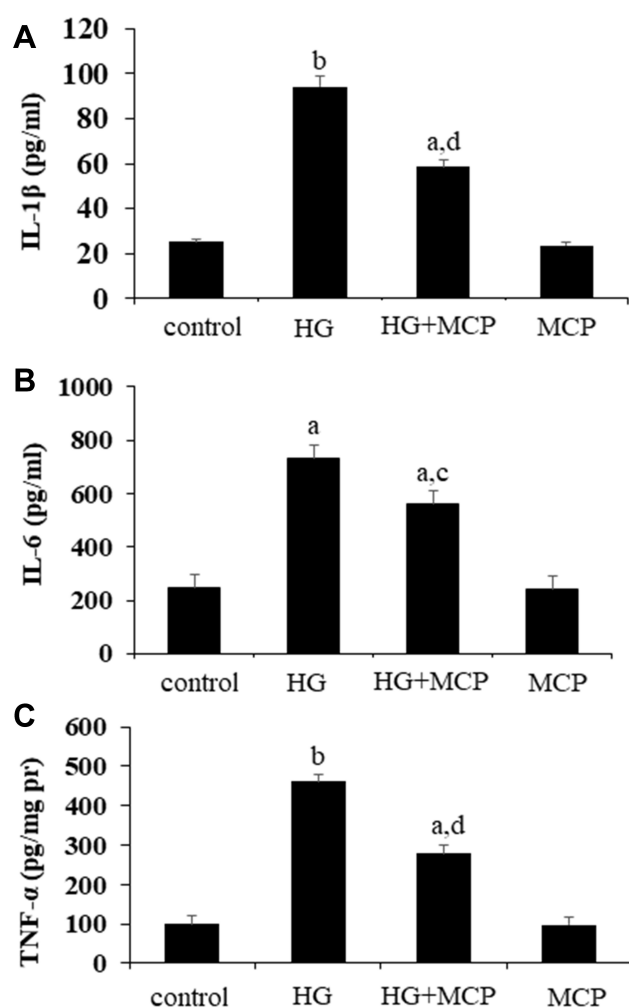 A
IL-1β (pg/ml)
120
100
80
60
40
20
0
b
a,d
control HG HG+MCP MCP
B
IL-6 (pg/ml)
1000
800
600
400
200
0
a
a,c
control HG HG+MCP MCP
C
TNF-α (pg/mg pr)
600
500
400
300
200
100
0
b
a,d
control HG HG+MCP MCP